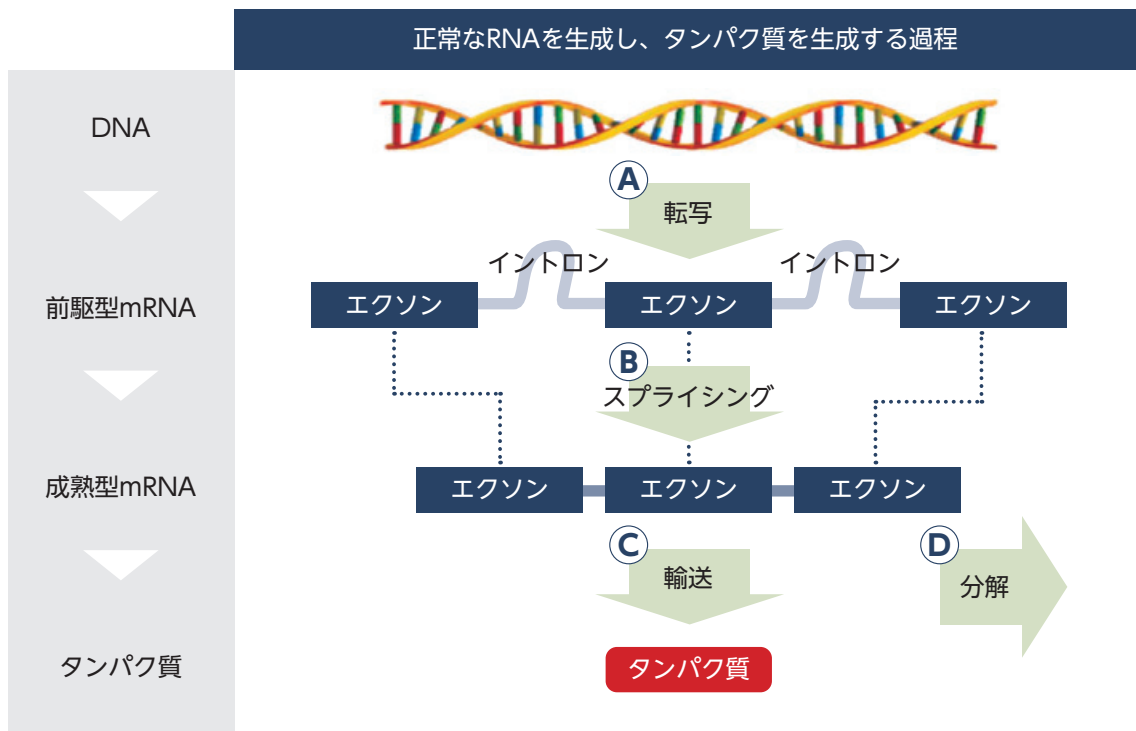 正常なRNAを生成し、タンパク質を生成する過程
DNA
A
転写
イントロン
イントロン
前駆型mRNA
エクソン
エクソン
エクソン
B
スプライシング
成熟型mRNA
エクソン
エクソン
エクソン
C
輸送
D
分解
タンパク質
タンパク質